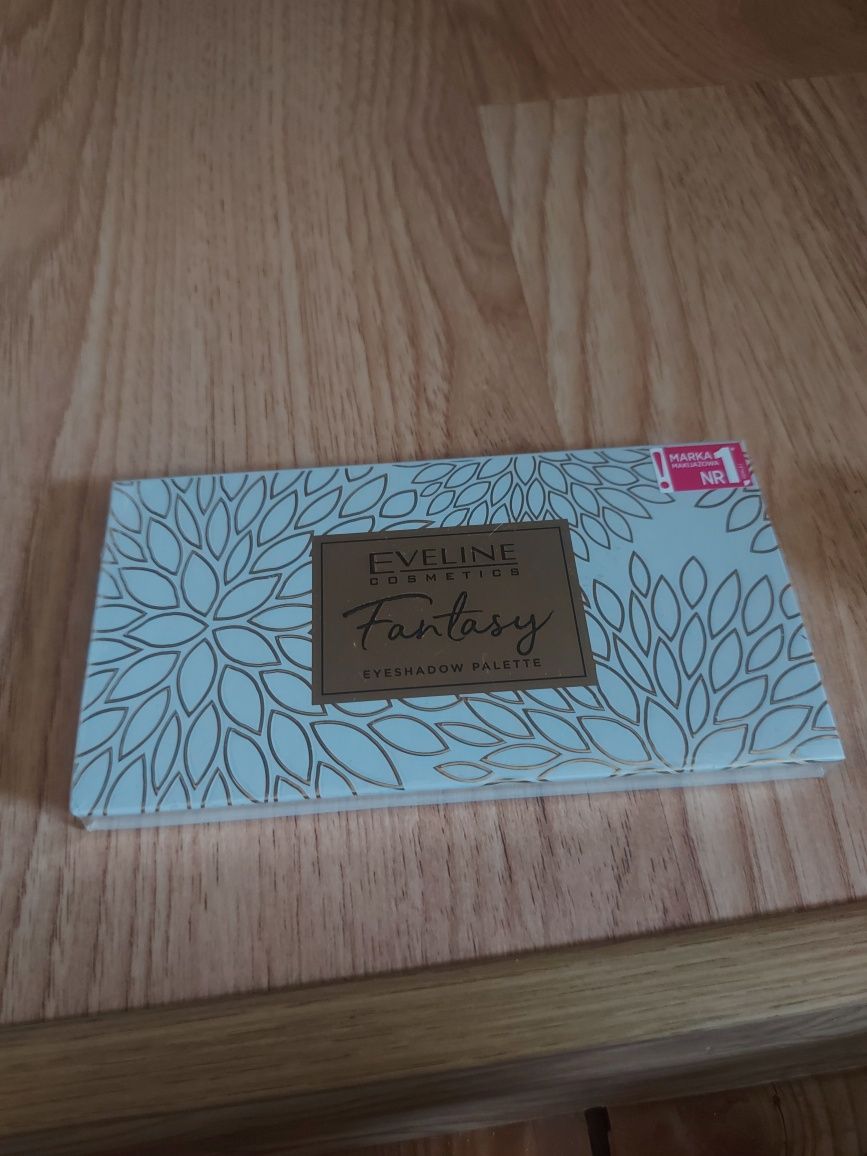 ! MARKA
MAKIJAŻOWA
NR 1
EVELINE
COSMETICS
Fantasy
EYESHADOW PALETTE